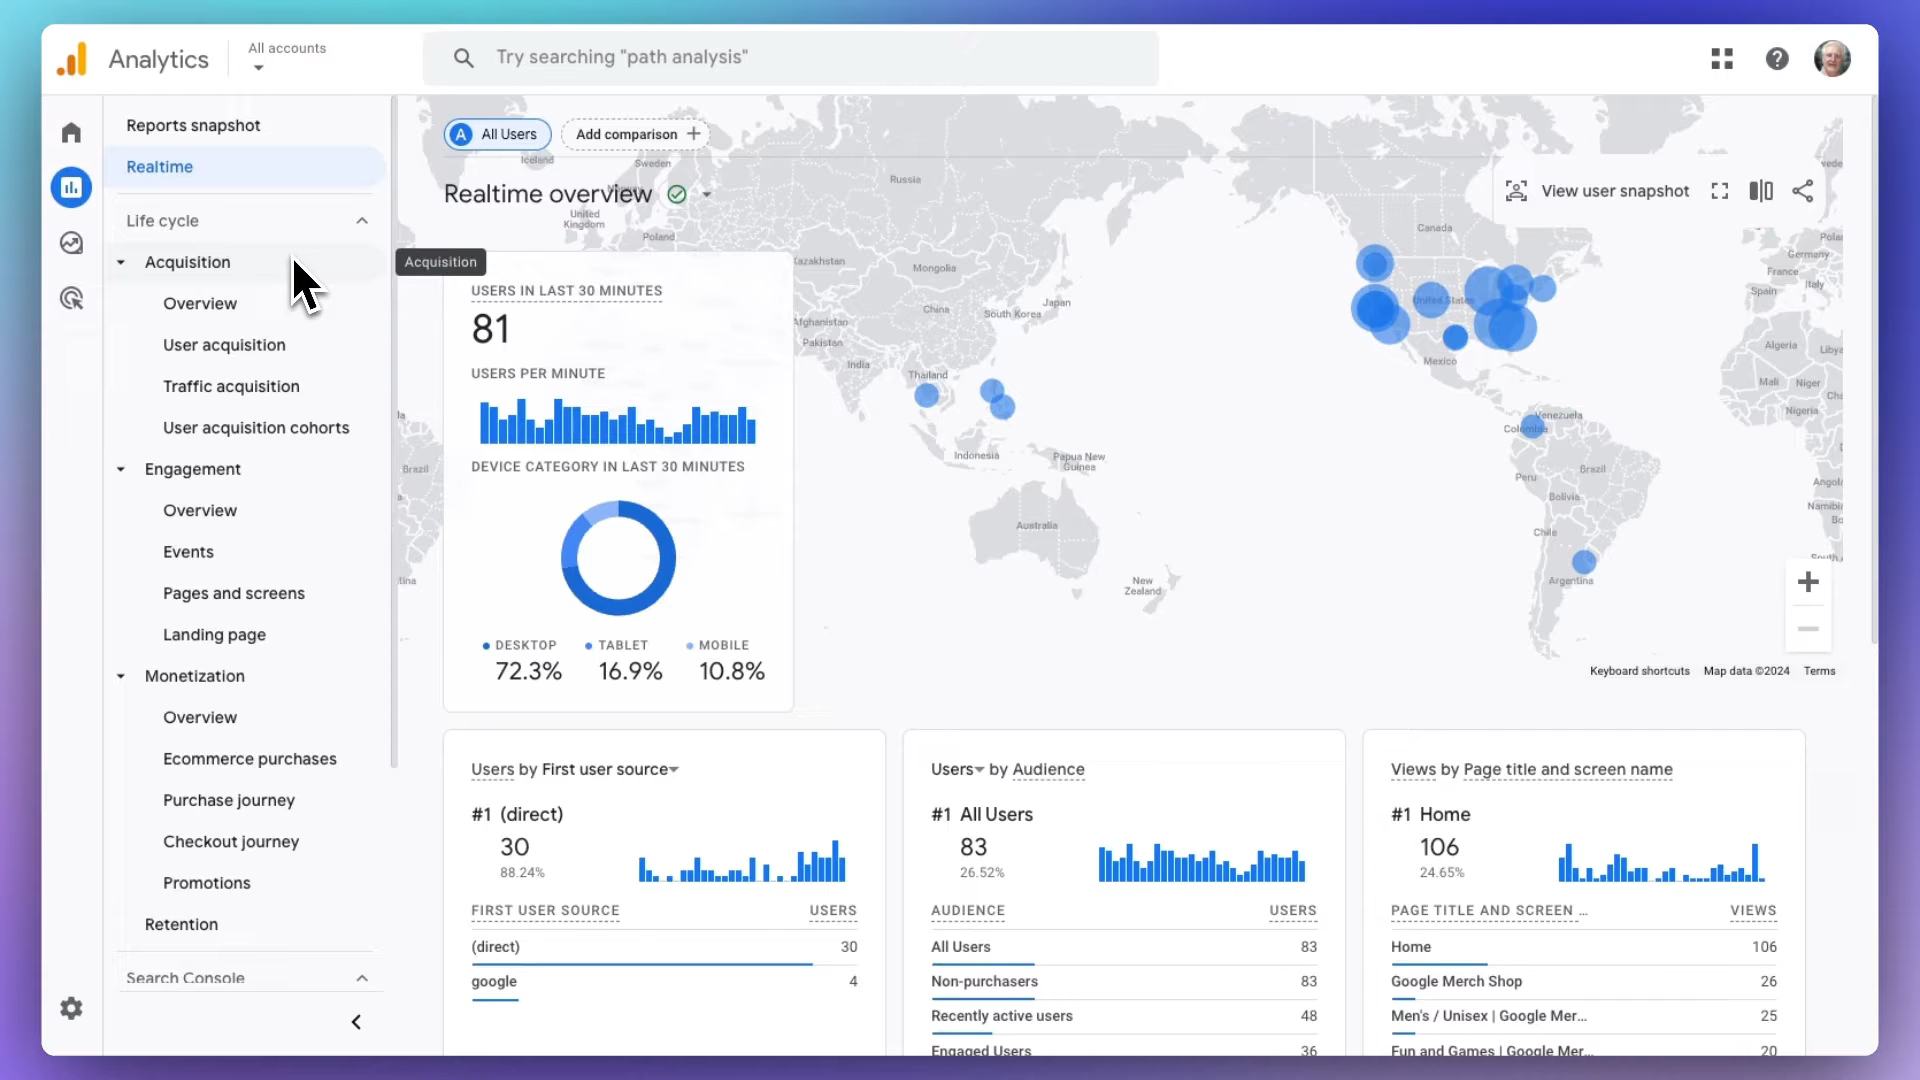 Analytics
All accounts
Try searching "path analysis"
Reports snapshot
Realtime
Life cycle
Acquisition
Overview
User acquisition
Traffic acquisition
User acquisition cohorts
Engagement
Overview
Events
Pages and screens
Landing page
Monetization
Overview
Ecommerce purchases
Purchase journey
Checkout journey
Promotions
Retention
Search Console
Acquisition
A All Users
Add comparison
Realtime overview
View user snapshot
USERS IN LAST 30 MINUTES
81
USERS PER MINUTE
DEVICE CATEGORY IN LAST 30 MINUTES
DESKTOP TABLET MOBILE
72.3% 16.9% 10.8%
Iceland
Sweden
Russia
United
Kingdom
Poland
Mongolia
China
Japan
South Korea
Afghanistan
Pakistan
India
Thailand
Indonesia
Papua New
Guinea
Australia
New
Zealand
Brazil
Canada
United States
Mexico
Venezuela
Colombia
Brazil
Peru
Bolivia
Chile
Argentina
Germany
France
Spain
Italy
Algeria
Mali
Niger
Nigeria
Keyboard shortcuts Map data ©2024 Terms
Users by First user source
#1 (direct)
30
88.24%
FIRST USER SOURCE USERS
(direct) 30
google 4
Users by Audience
#1 All Users
83
26.52%
AUDIENCE USERS
All Users 83
Non-purchasers 83
Recently active users 48
Engaged Users 36
Views by Page title and screen name
#1 Home
106
24.65%
PAGE TITLE AND SCREEN … VIEWS
Home 106
Google Merch Shop 26
Men's / Unisex | Google Mer... 25
Fun and Games | Google Mer... 20